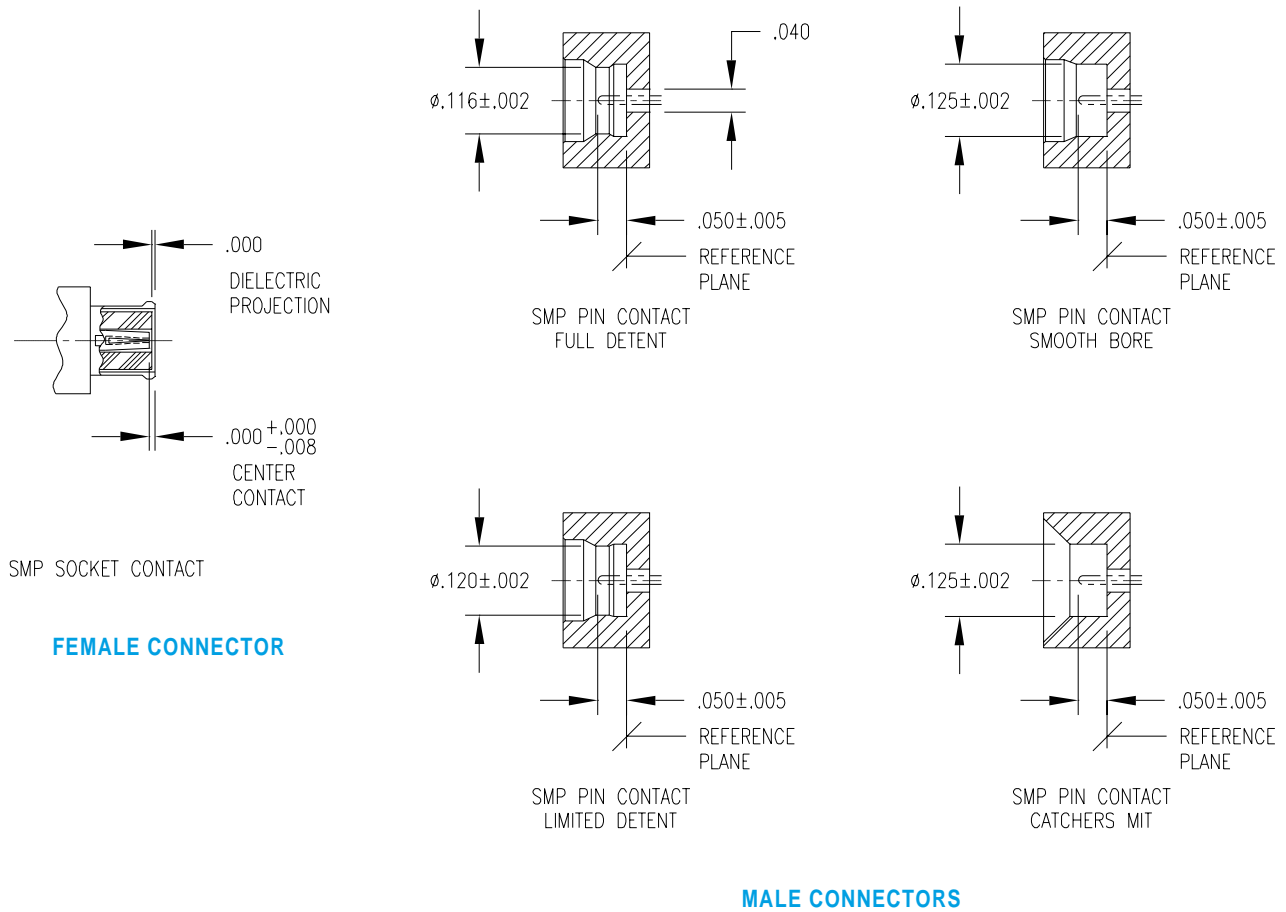 .000
DIELECTRIC
PROJECTION
.000 +.000
-.008
CENTER
CONTACT
SMP SOCKET CONTACT
FEMALE CONNECTOR
.040
ø.116±.002
.050±.005
REFERENCE
PLANE
SMP PIN CONTACT
FULL DETENT
ø.125±.002
.050±.005
REFERENCE
PLANE
SMP PIN CONTACT
SMOOTH BORE
ø.120±.002
.050±.005
REFERENCE
PLANE
SMP PIN CONTACT
LIMITED DETENT
ø.125±.002
.050±.005
REFERENCE
PLANE
SMP PIN CONTACT
CATCHERS MIT
MALE CONNECTORS